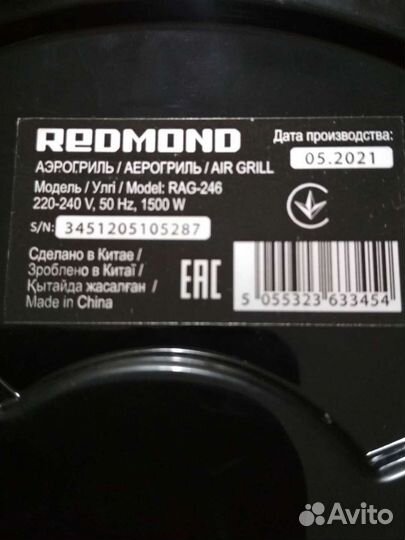 REDMOND
Дата производства:
05.2021
АЭРОГРИЛЬ / АЕРОГРИЛЬ / AIR GRILL
Модель / Үлгі / Model: RAG-246
220-240 V, 50 Hz, 1500 W
S/N: 3451205105287
Сделано в Китае /
Зроблено в Китаї /
Қытайда жасалған /
Made in China
EAC
5 055323 633454
Avito